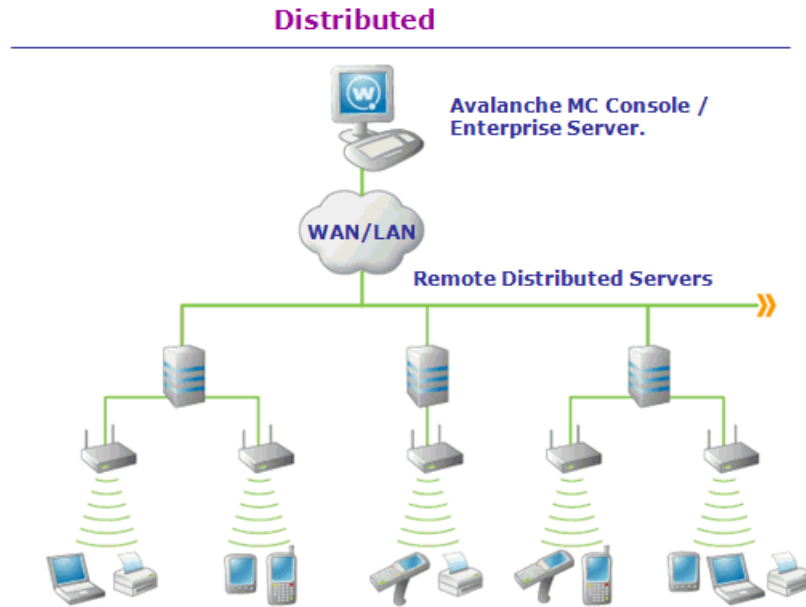 Distributed
W
Avalanche MC Console /
Enterprise Server.
WAN/LAN
Remote Distributed Servers